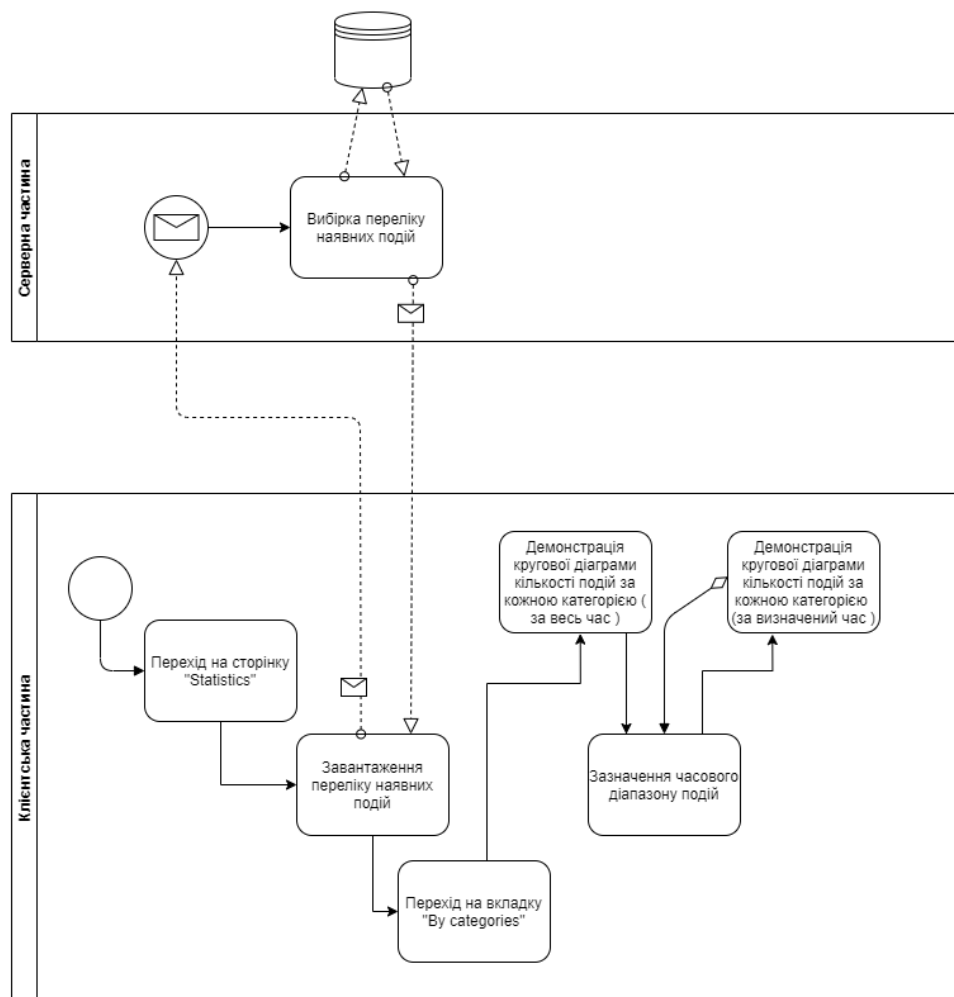 Серверна частина
Вибірка переліку
наявних подій
Клієнтська частина
Перехід на сторінку
"Statistics"
Завантаження
переліку наявних
подій
Перехід на вкладку
"By categories"
Демонстрація
кругової діаграми
кількості подій за
кожною категорією (
за весь час )
Зазначення часового
діапазону подій
Демонстрація
кругової діаграми
кількості подій за
кожною категорією
(за визначений час )